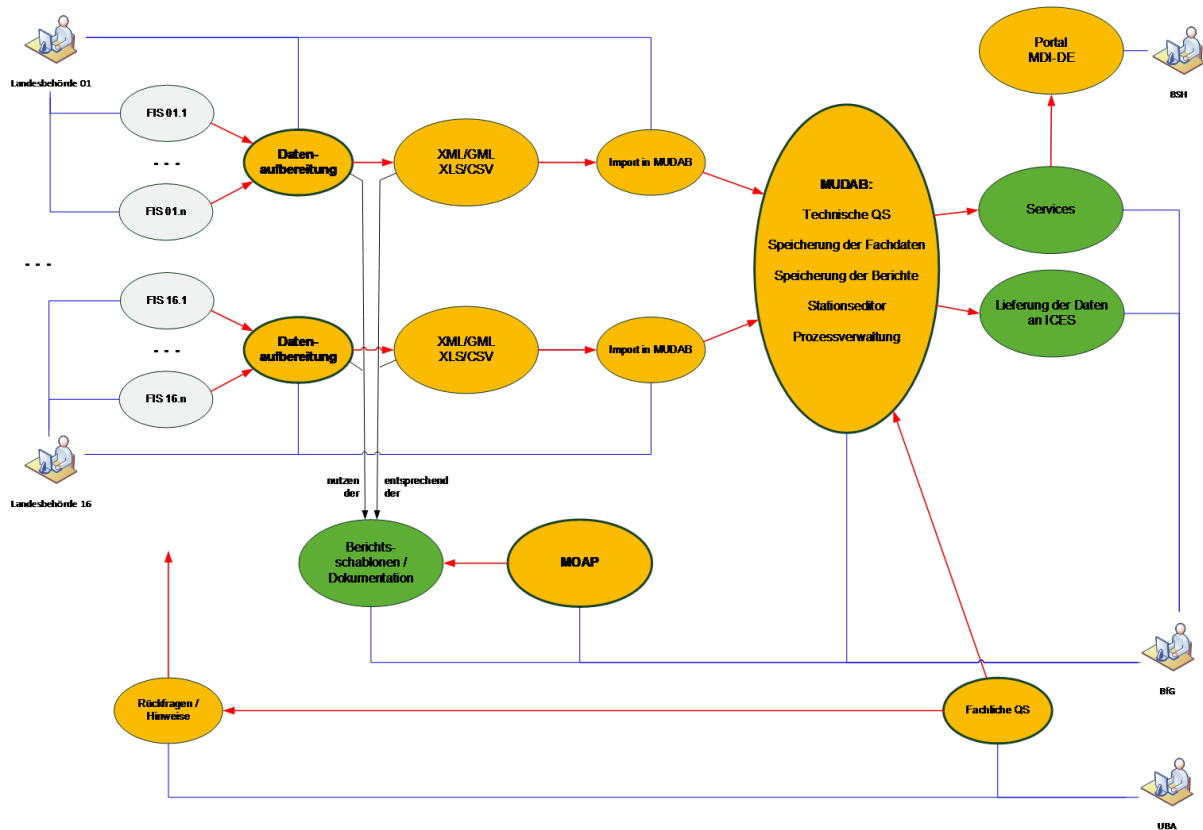 Landesbehörde 01
FIS 01.1
- - -
FIS 01.n
Daten-
aufbereitung
XML/GML
XLS/CSV
Import in MUDAB
- - -
FIS 16.1
- - -
FIS 16.n
Daten-
aufbereitung
XML/GML
XLS/CSV
Import in MUDAB
Landesbehörde 16
MUDAB:
Technische QS
Speicherung der Fachdaten
Speicherung der Berichte
Stationseditor
Prozessverwaltung
Portal
MDI-DE
BSH
Services
Lieferung der Daten
an ICES
nutzen
der
entsprechend
der
Berichts-
schablonen /
Dokumentation
MOAP
BfG
Rückfragen /
Hinweise
Fachliche QS
UBA